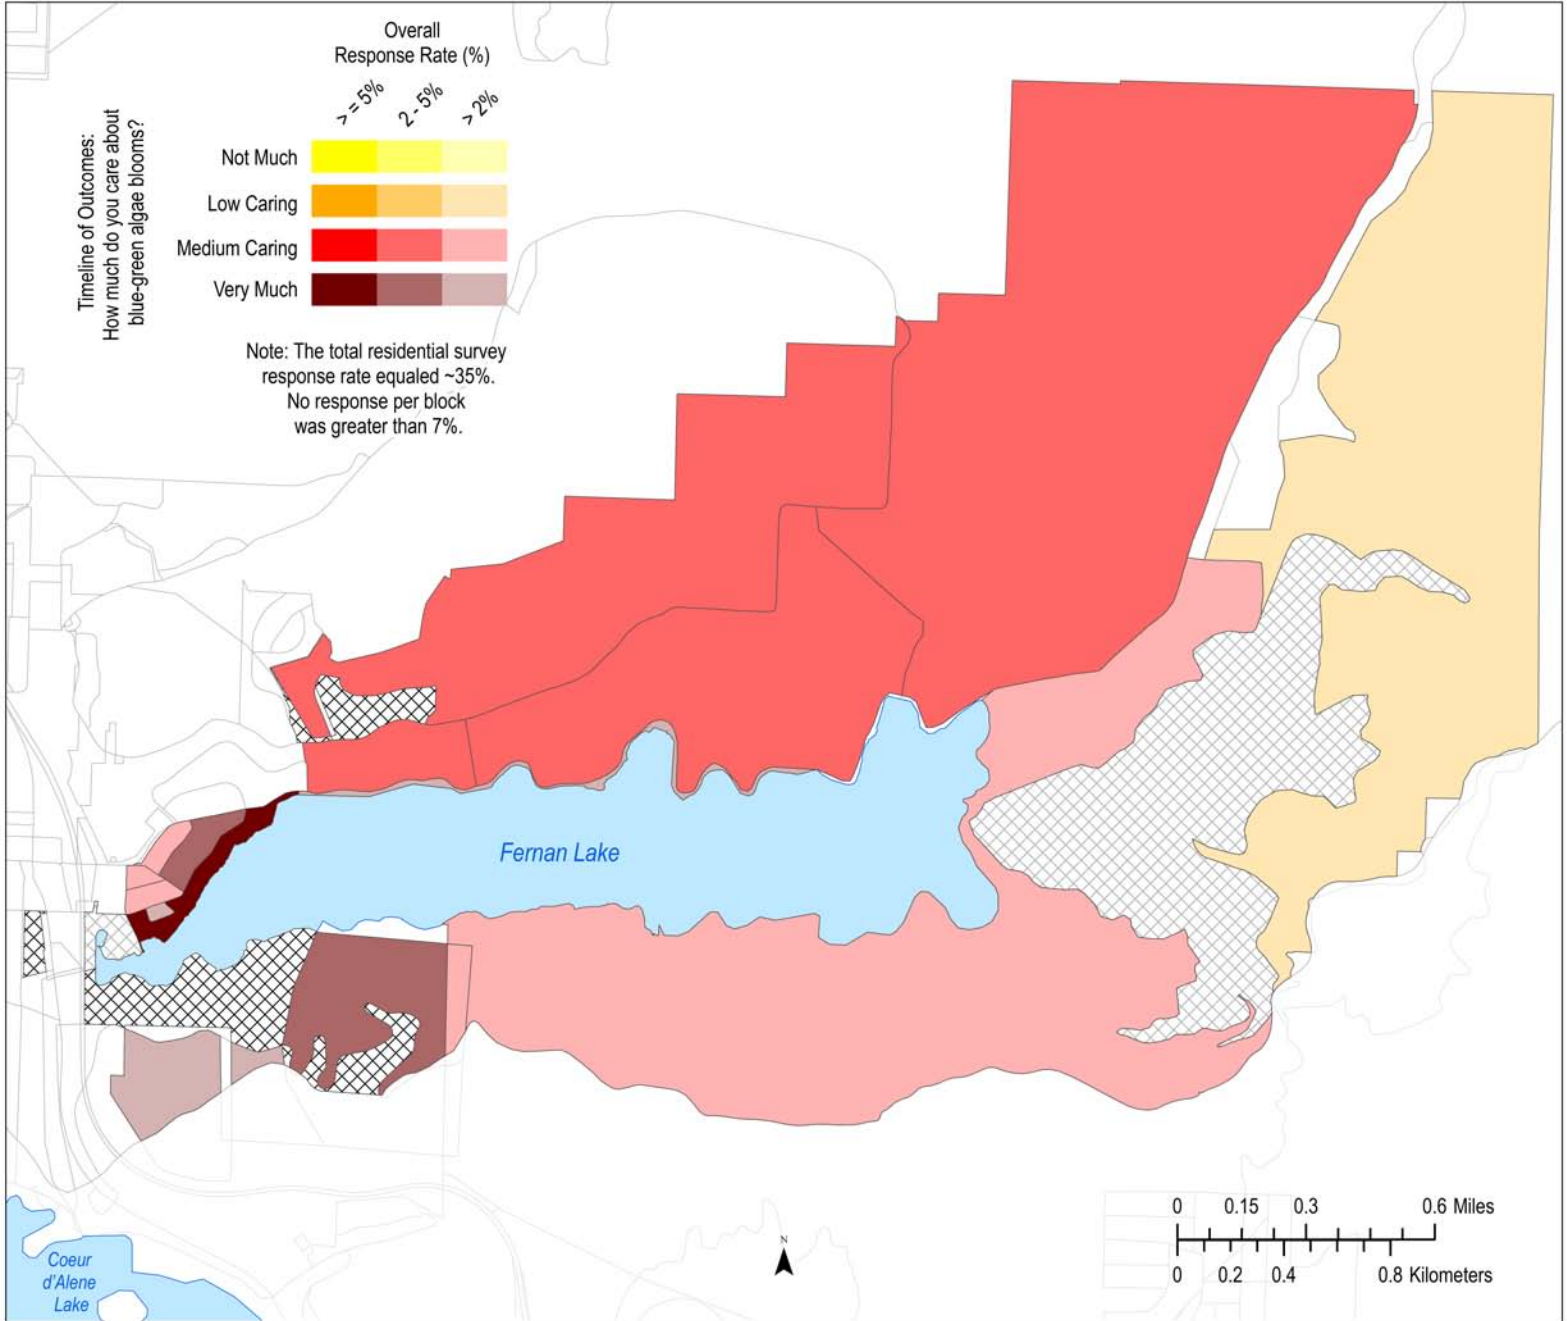 Overall
Response Rate (%)
> = 5%
2 - 5%
> 2%
Timeline of Outcomes:
How much do you care about
blue-green algae blooms?
Not Much
Low Caring
Medium Caring
Very Much
Note: The total residential survey
response rate equaled ~35%.
No response per block
was greater than 7%.
Fernan Lake
Coeur
d'Alene
Lake
N
0 0.15 0.3 0.6 Miles
0 0.2 0.4 0.8 Kilometers